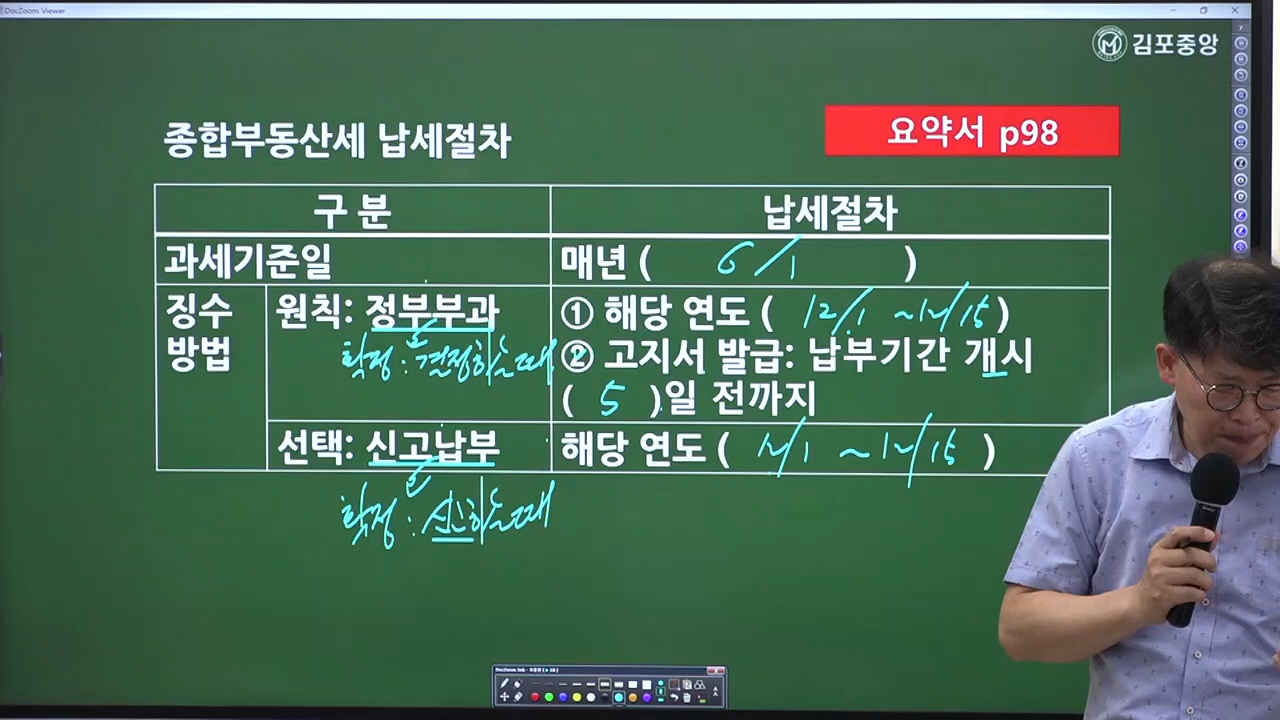 DocZoom Viewer
김포중앙
종합부동산세 납세절차
요약서 p98
구 분
납세절차
과세기준일
매년 ( 6/1 )
징수
방법
원칙: 정부부과
확정 : 결정하는때
① 해당 연도 ( 12/1 ~12/15 )
② 고지서 발급: 납부기간 개시
( 5 )일 전까지
선택: 신고납부
해당 연도 ( 12/1 ~12/15 )
확정 : 신고하는때